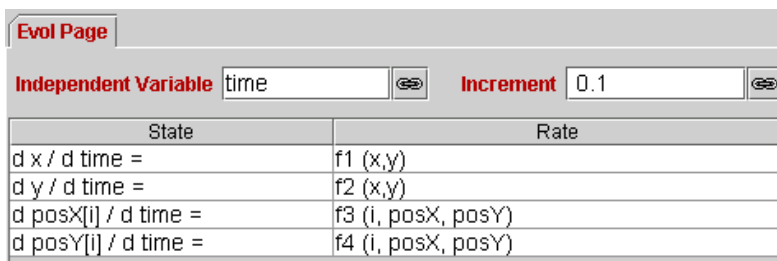 Evol Page
Independent Variable time Increment 0.1
State Rate
d x / d time = f1 (x,y)
d y / d time = f2 (x,y)
d posX[i] / d time = f3 (i, posX, posY)
d posY[i] / d time = f4 (i, posX, posY)